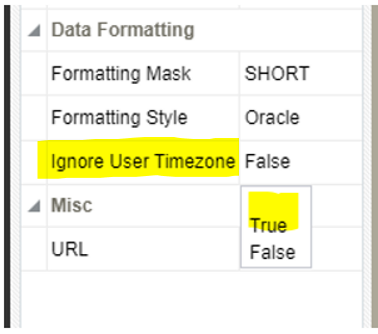 Data Formatting
Formatting Mask SHORT
Formatting Style Oracle
Ignore User Timezone False
Misc
True
URL False